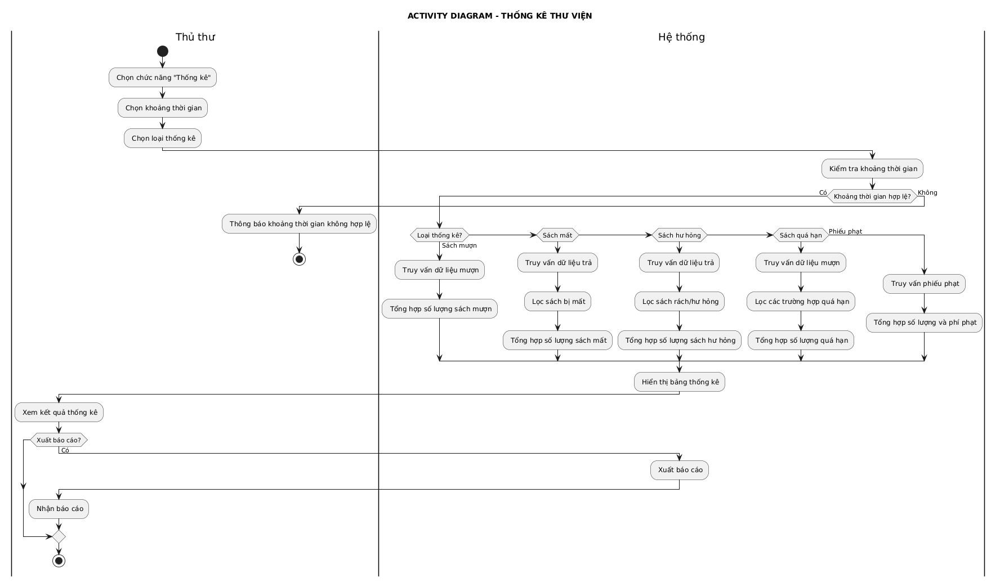 ACTIVITY DIAGRAM - THỐNG KÊ THƯ VIỆN
Thủ thư
Hệ thống
Chọn chức năng "Thống kê"
Chọn khoảng thời gian
Chọn loại thống kê
Kiểm tra khoảng thời gian
Có
Khoảng thời gian hợp lệ?
Không
Thông báo khoảng thời gian không hợp lệ
Loại thống kê?
Sách mất
Sách hư hỏng
Sách quá hạn
Phiếu phạt
Sách mượn
Truy vấn dữ liệu mượn
Truy vấn dữ liệu trả
Truy vấn dữ liệu trả
Truy vấn dữ liệu mượn
Truy vấn phiếu phạt
Tổng hợp số lượng sách mượn
Lọc sách bị mất
Lọc sách rách/hư hỏng
Lọc các trường hợp quá hạn
Tổng hợp số lượng và phí phạt
Tổng hợp số lượng sách mất
Tổng hợp số lượng sách hư hỏng
Tổng hợp số lượng quá hạn
Hiển thị bảng thống kê
Xem kết quả thống kê
Xuất báo cáo?
Có
Xuất báo cáo
Nhận báo cáo